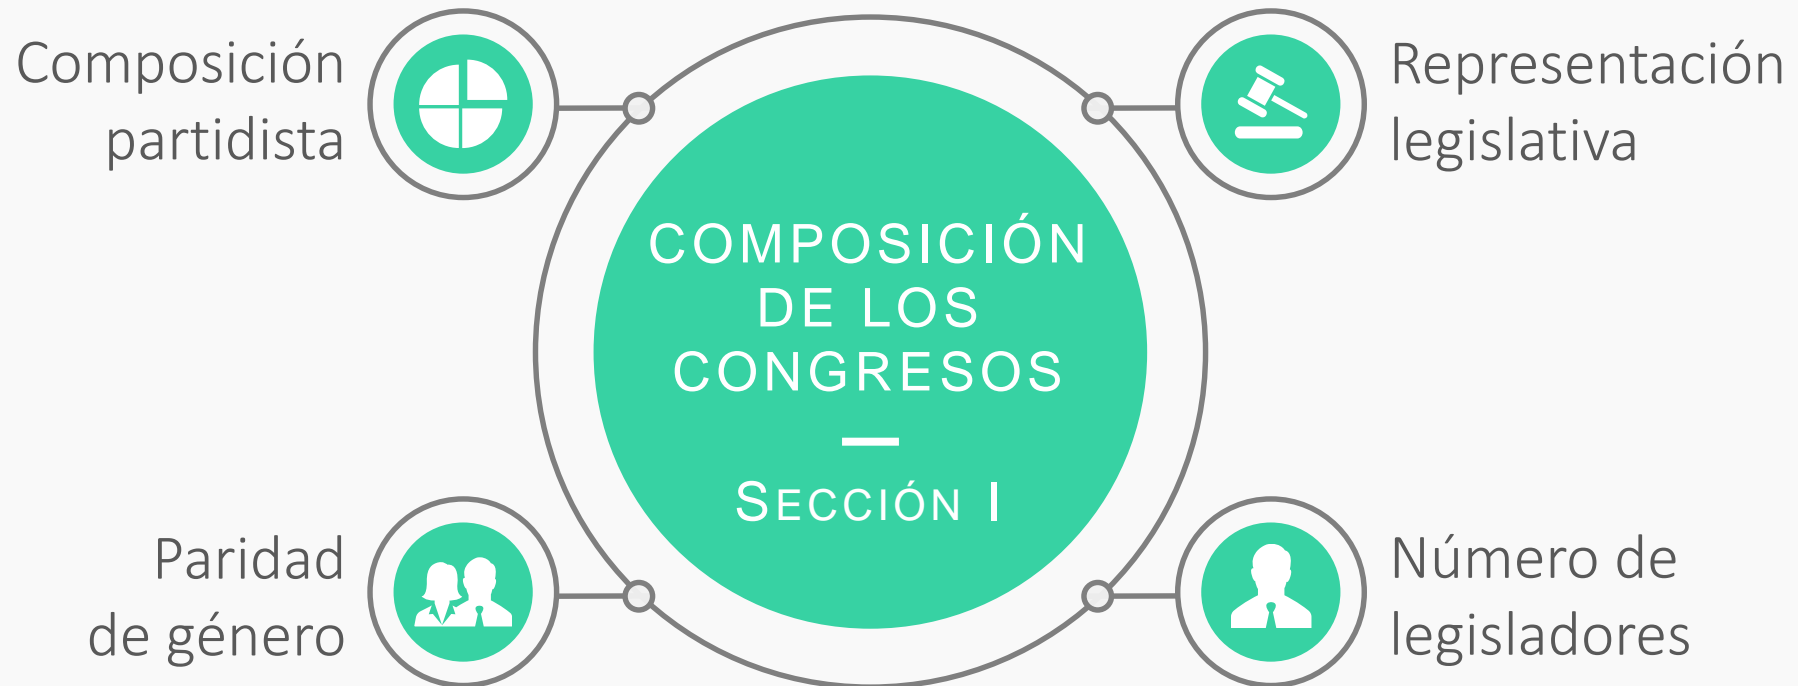 Composición
partidista
Representación
legislativa
COMPOSICIÓN
DE LOS
CONGRESOS
SECCIÓN I
Paridad
de género
Número de
legisladores